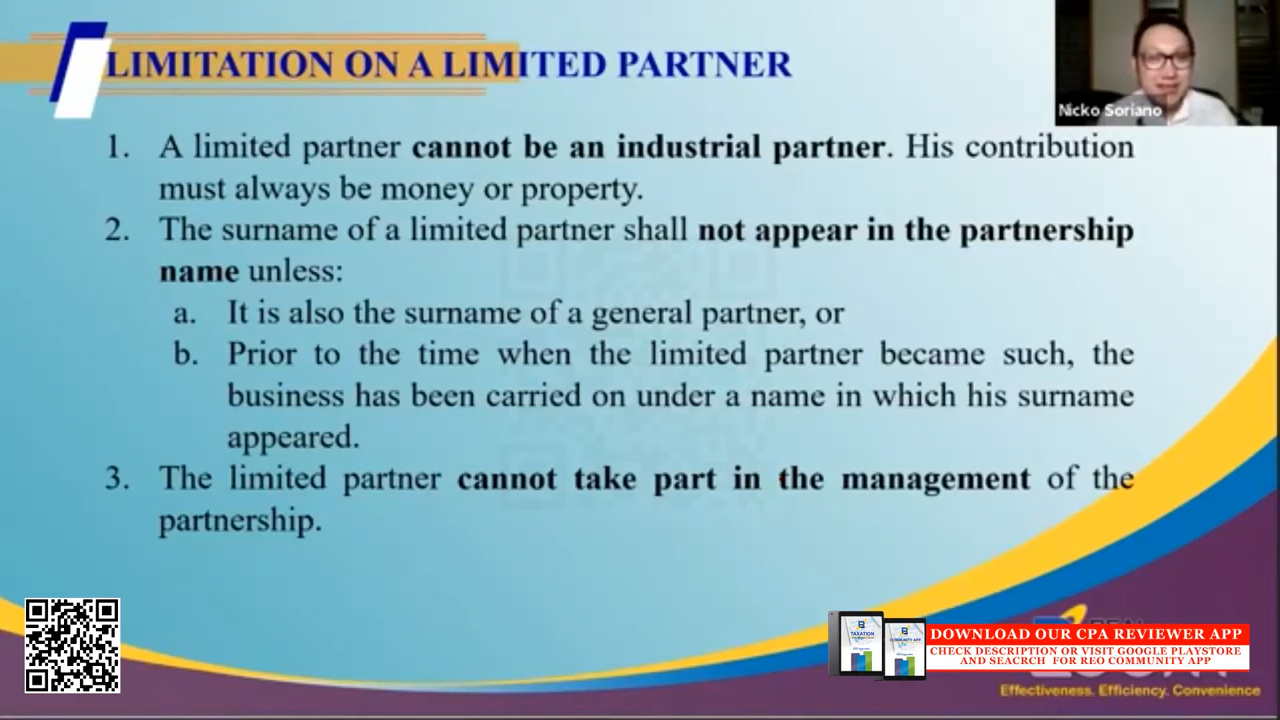 LIMITATION ON A LIMITED PARTNER
Nicko Soriano
1. A limited partner cannot be an industrial partner. His contribution
must always be money or property.
2. The surname of a limited partner shall not appear in the partnership
name unless:
a. It is also the surname of a general partner, or
b. Prior to the time when the limited partner became such, the
business has been carried on under a name in which his surname
appeared.
3. The limited partner cannot take part in the management of the
partnership.
TAXATION
COMMUNITY APP
DOWNLOAD OUR CPA REVIEWER APP
CHECK DESCRIPTION OR VISIT GOOGLE PLAYSTORE
AND SEACRCH FOR REO COMMUNITY APP
Effectiveness. Efficiency. Convenience